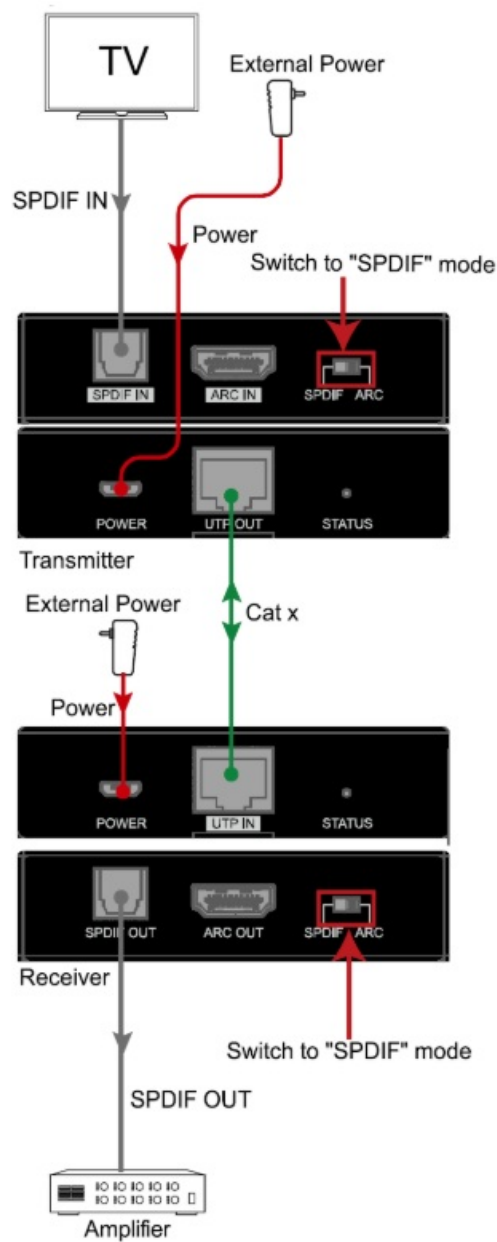 TV
External Power
SPDIF IN
Power
Switch to "SPDIF" mode
SPDIF IN
ARC IN
SPDIF ARC
POWER
UTP OUT
STATUS
Transmitter
External Power
Cat x
Power
POWER
UTP IN
STATUS
SPDIF OUT
ARC OUT
SPDIF ARC
Receiver
Switch to "SPDIF" mode
SPDIF OUT
Amplifier